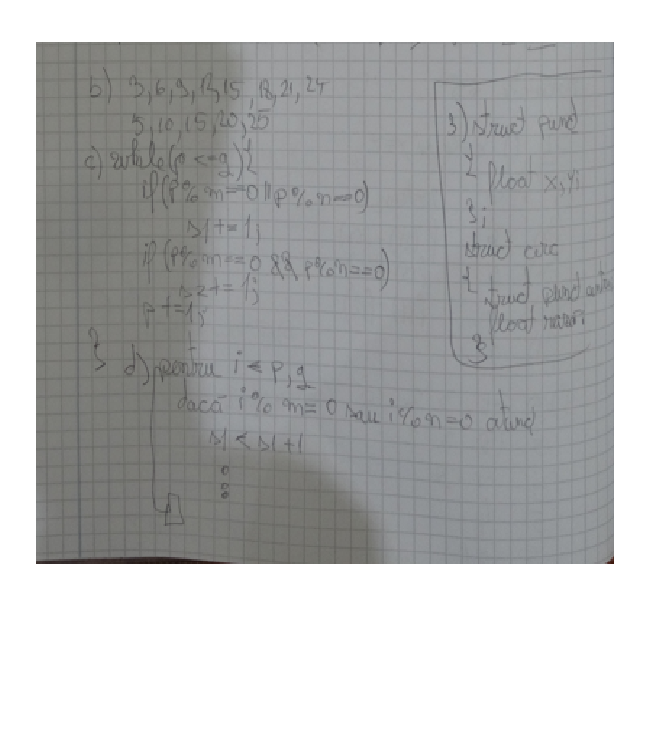 b) 3,6,9,12,15,18,21,24
5,10,15,20,25
c) while(p<=q){
if(p%m==0||p%n==0)
s1+=1;
if(p%m==0 && p%n==0)
s2+=1;
p+=1;
}
d) pentru i←p,q
dacă i%m=0 sau i%n=0 atunci
s1←s1+1
3) struct punct
{
float x,y;
};
struct cerc
{
struct punct
float
}